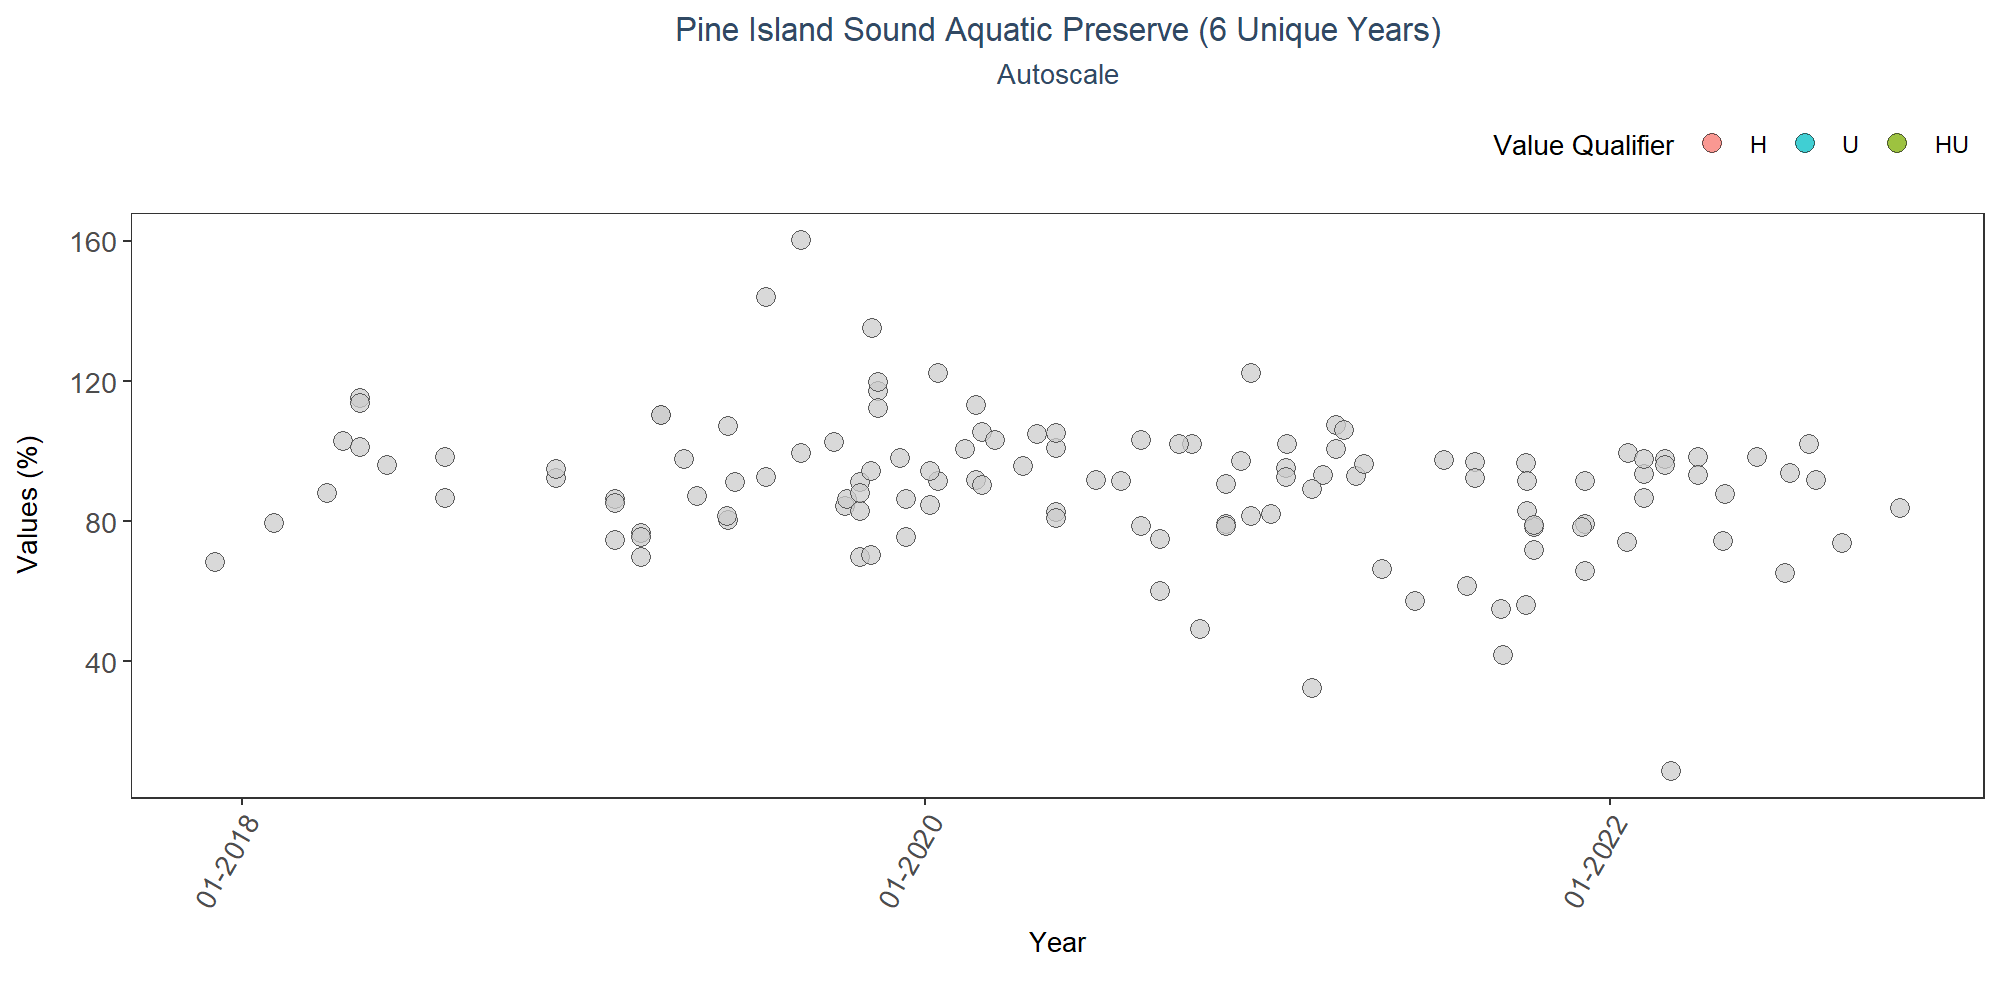 Pine Island Sound Aquatic Preserve (6 Unique Years)
Autoscale
Value Qualifier H U HU
160
120
80
40
Values (%)
01-2018 01-2020 01-2022
Year